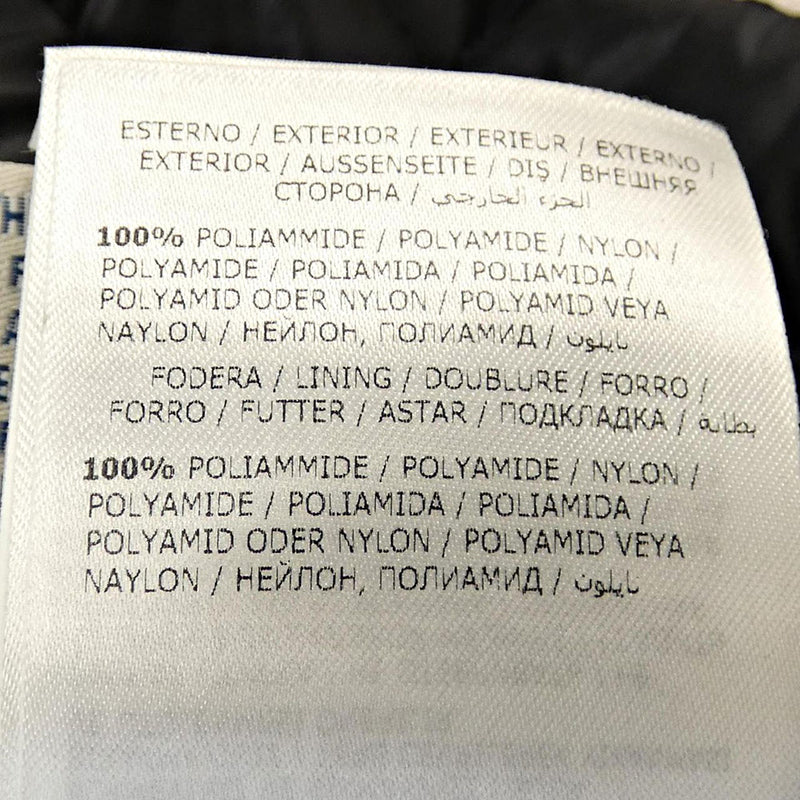 ESTERNO / EXTERIOR / EXTERIEUR / EXTERNO /
EXTERIOR / AUSSENSEITE / DIŞ / ВНЕШНЯЯ
СТОРОНА / الجزء الخارجي
100% POLIAMMIDE / POLYAMIDE / NYLON /
POLYAMIDE / POLIAMIDA / POLIAMIDA /
POLYAMID ODER NYLON / POLYAMID VEYA
NAYLON / НЕЙЛОН, ПОЛИАМИД / نايلون
FODERA / LINING / DOUBLURE / FORRO /
FORRO / FUTTER / ASTAR / ПОДКЛАДКА / بطانة
100% POLIAMMIDE / POLYAMIDE / NYLON /
POLYAMIDE / POLIAMIDA / POLIAMIDA /
POLYAMID ODER NYLON / POLYAMID VEYA
NAYLON / НЕЙЛОН, ПОЛИАМИД / نايلون